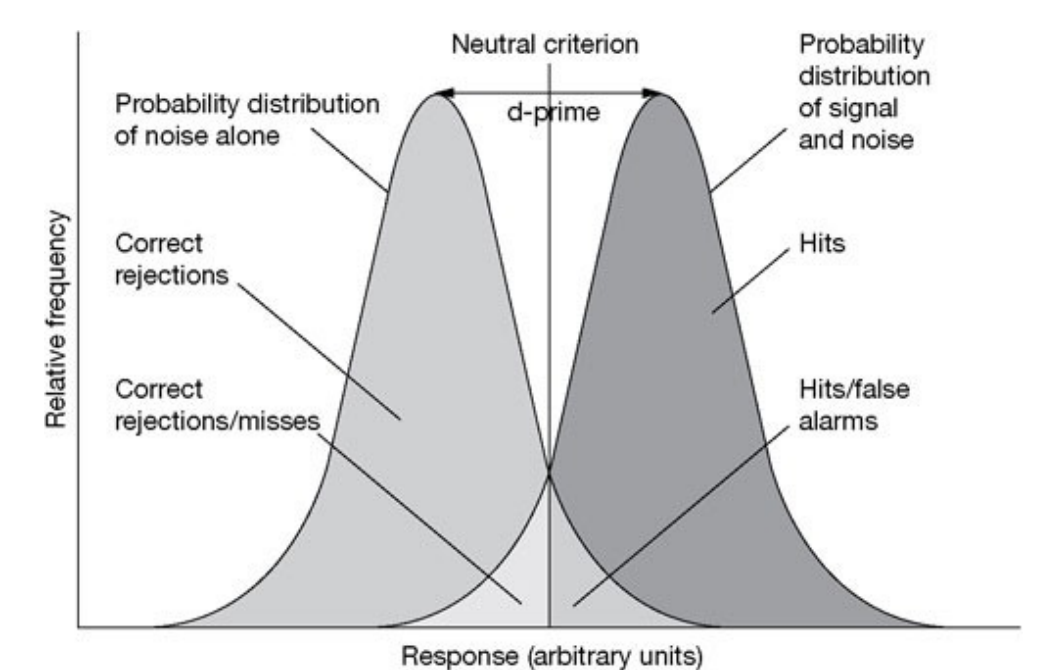 Neutral criterion
Probability
distribution
of signal
and noise
Probability distribution
of noise alone
d-prime
Correct
rejections
Hits
Relative frequency
Correct
rejections/misses
Hits/false
alarms
Response (arbitrary units)